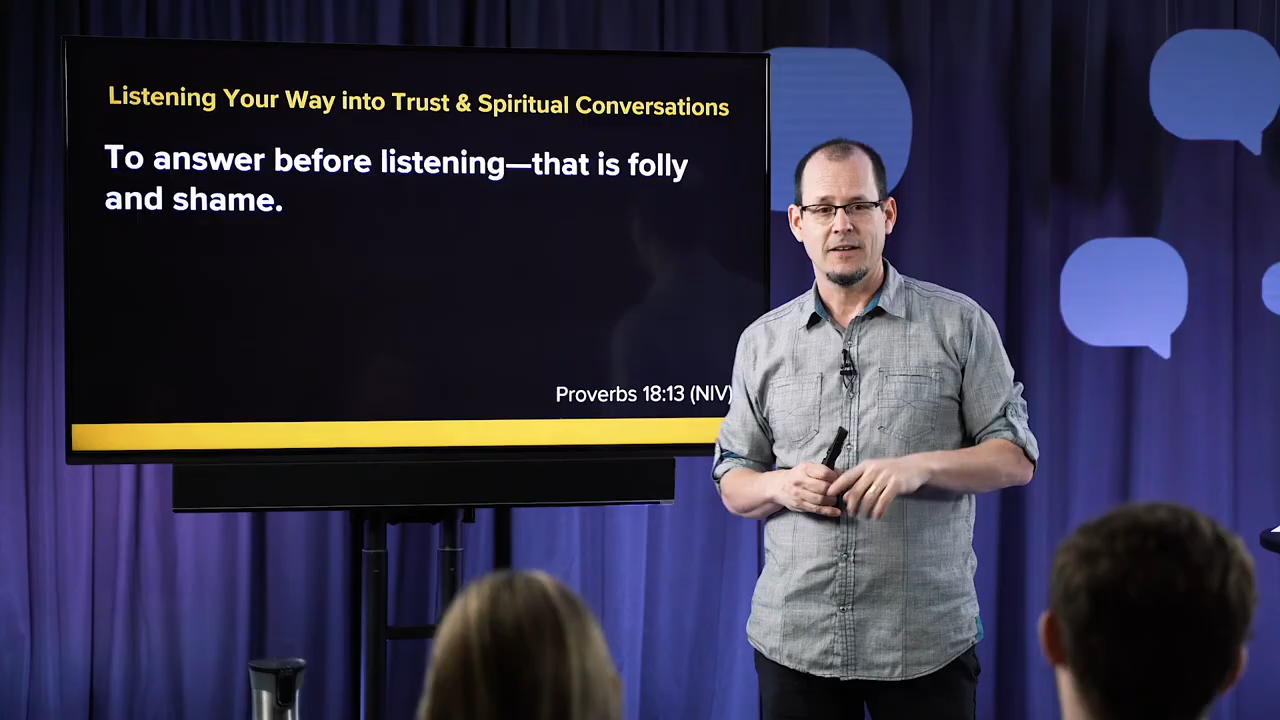 Listening Your Way into Trust & Spiritual Conversations
To answer before listening—that is folly
and shame.
Proverbs 18:13 (NIV)